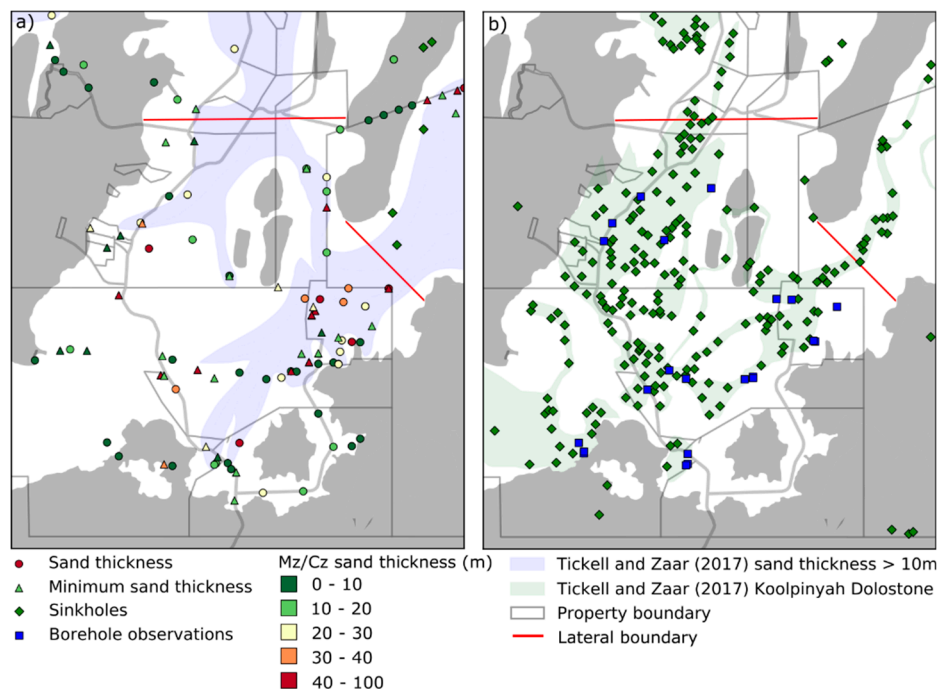 a)
b)
Sand thickness
Minimum sand thickness
Sinkholes
Borehole observations
Mz/Cz sand thickness (m)
0 - 10
10 - 20
20 - 30
30 - 40
40 - 100
Tickell and Zaar (2017) sand thickness > 10m
Tickell and Zaar (2017) Koolpinyah Dolostone
Property boundary
Lateral boundary